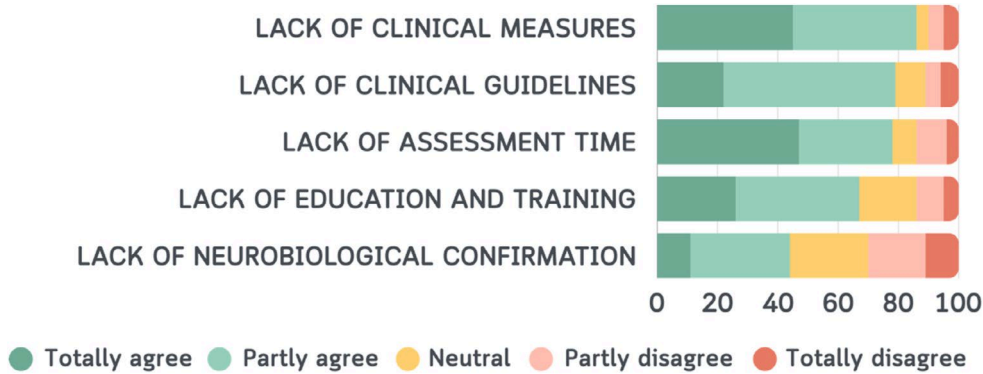 LACK OF CLINICAL MEASURES
LACK OF CLINICAL GUIDELINES
LACK OF ASSESSMENT TIME
LACK OF EDUCATION AND TRAINING
LACK OF NEUROBIOLOGICAL CONFIRMATION
0 20 40 60 80 100
Totally agree Partly agree Neutral Partly disagree Totally disagree